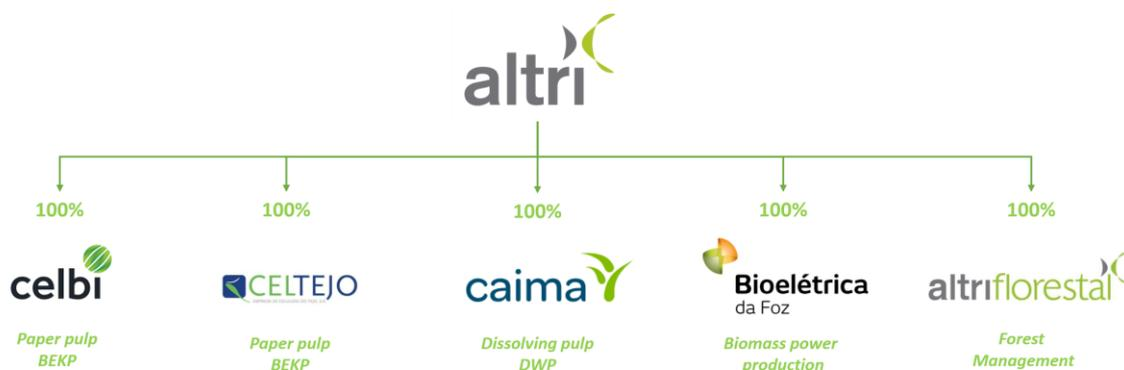 altri
100% 100% 100% 100% 100%
celbi CELTEJO caima Bioelétrica altriflorestal
da Foz
Paper pulp Paper pulp Dissolving pulp Biomass power Forest
BEKP BEKP DWP production Management